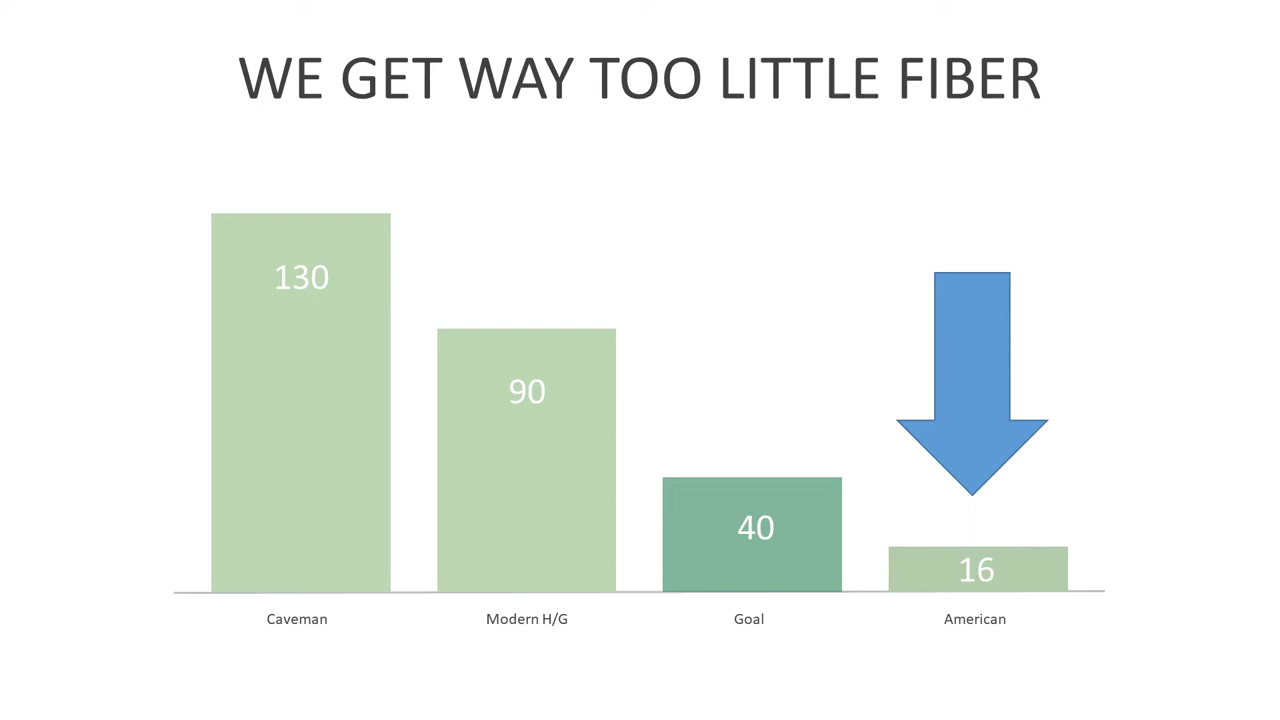 WE GET WAY TOO LITTLE FIBER
130
90
40
16
Caveman
Modern H/G
Goal
American